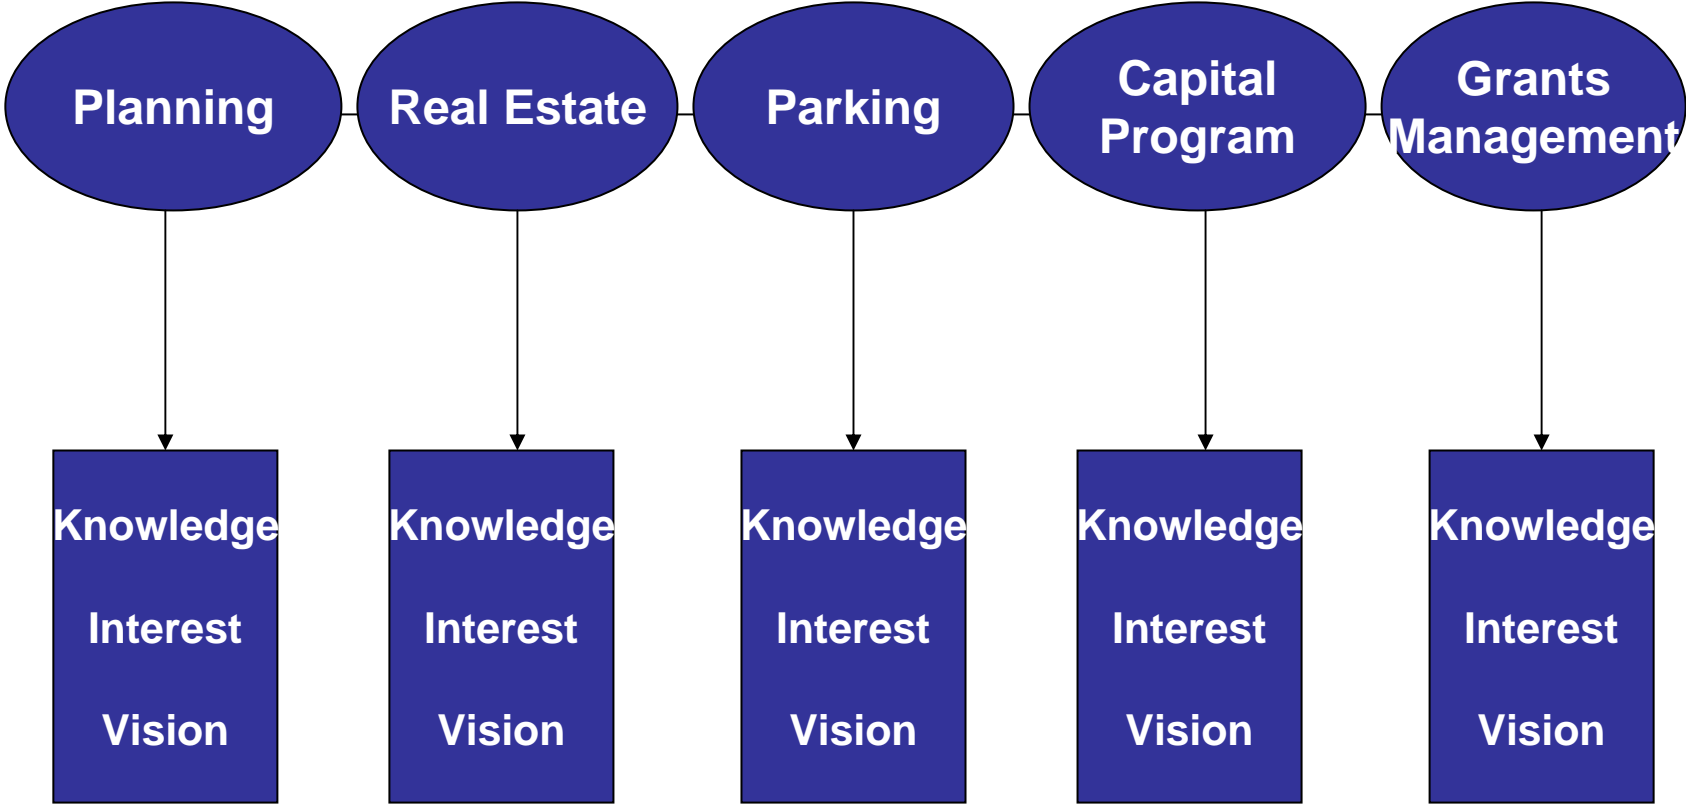 Planning
Real Estate
Parking
Capital
Program
Grants
Management
Knowledge
Interest
Vision
Knowledge
Interest
Vision
Knowledge
Interest
Vision
Knowledge
Interest
Vision
Knowledge
Interest
Vision